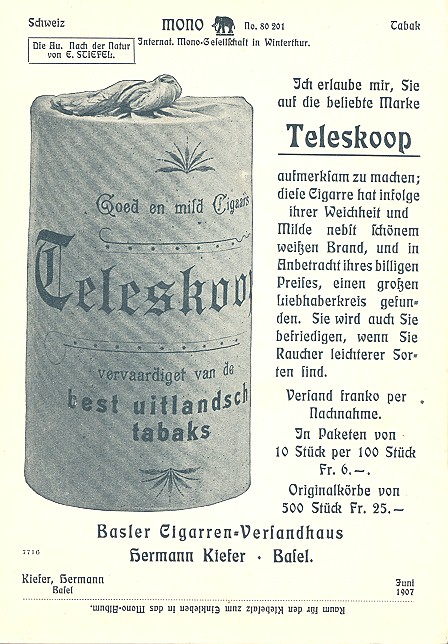 Schweiz MONO No. 80 201 Tabak
Die Au. Nach der Natur
von E. STIEFEL.
Internat. Mono-Gesellschaft in Winterthur.
Ich erlaube mir, Sie
auf die beliebte Marke
Teleskoop
aufmerksam zu machen;
diese Cigarre hat infolge
ihrer Weichheit und
Milde nebst schönem
weißen Brand, und in
Anbetracht ihres billigen
Preises, einen großen
Liebhaberkreis gefun-
den. Sie wird auch Sie
befriedigen, wenn Sie
Raucher leichterer Sor-
ten sind.
Versand franko per
Nachnahme.
In Paketen von
10 Stück per 100 Stück
Fr. 6.—.
Originalkörbe von
500 Stück Fr. 25.—
Goed en mild Cigaars
Teleskoop
vervaardiget van de
best uitlandsch
tabaks
Basler Cigarren-Versandhaus
7716 Hermann Kiefer · Basel.
Kiefer, Hermann
Basel
Juni
1907
Raum für den Klebefalz zum Einkleben in das Mono-Album.